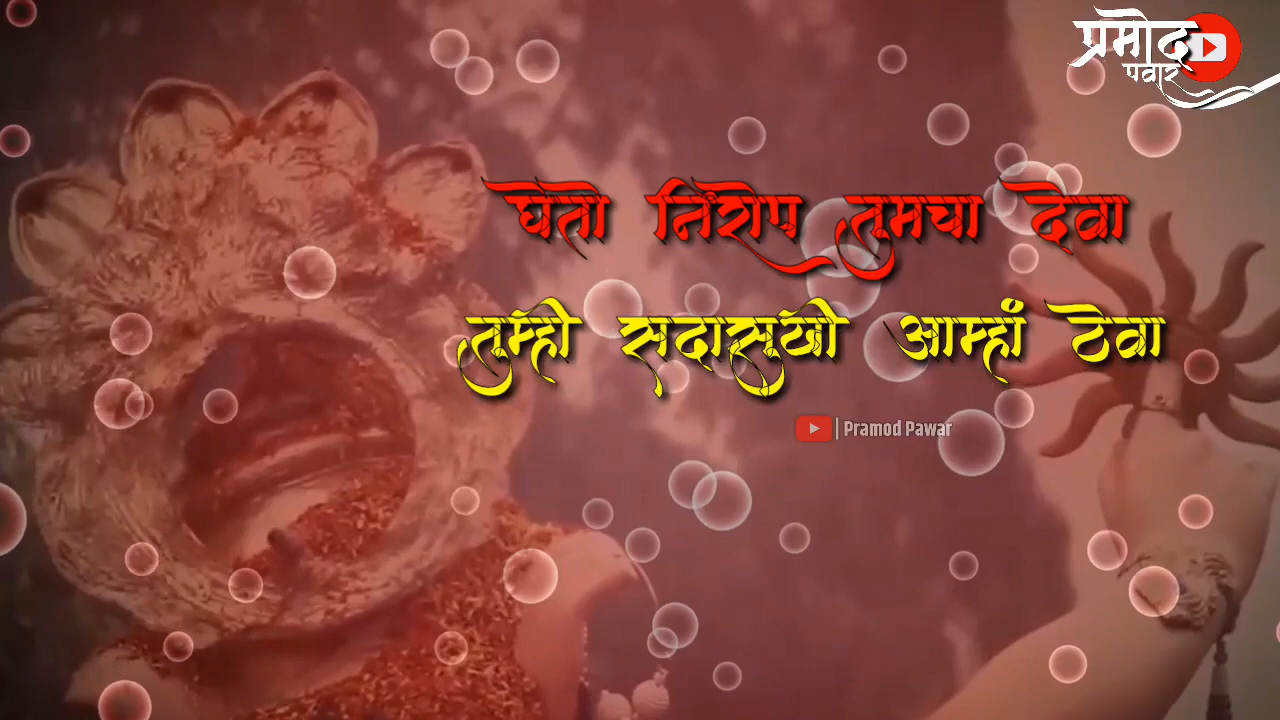 प्रमोद
पवार
घेतो निरोप तुमचा देवा
तुम्ही सदासुखी आम्हां ठेवा
| Pramod Pawar